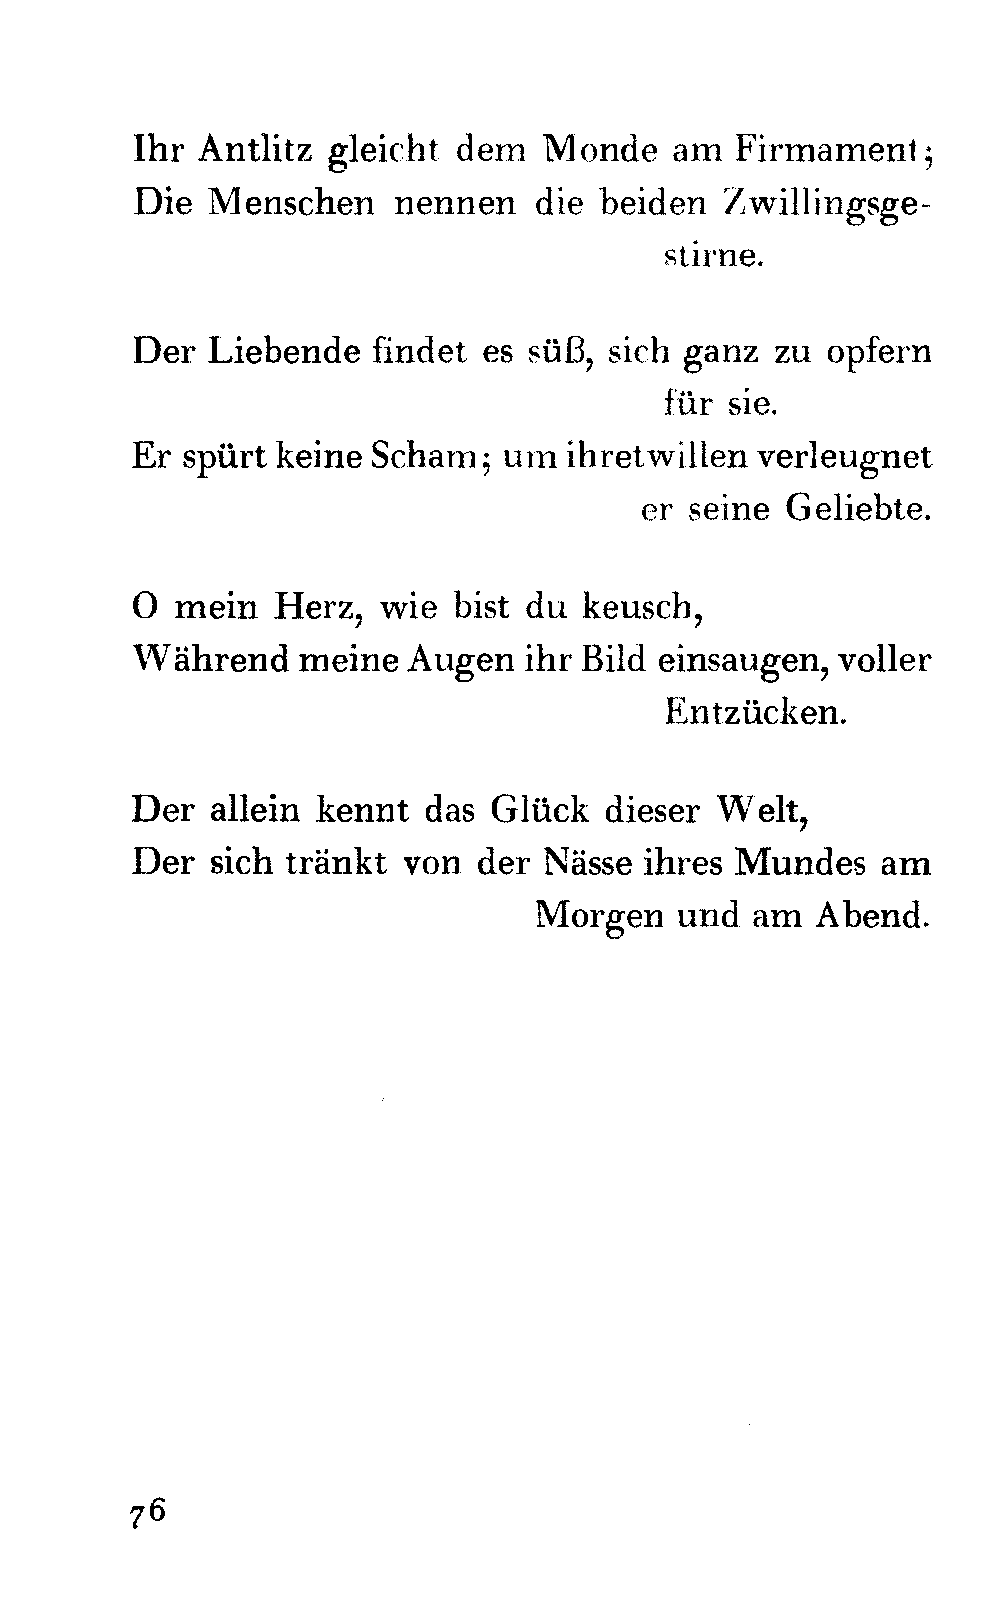 Ihr Antlitz gleicht dem Monde am Firmament;
Die Menschen nennen die beiden Zwillingsge-
stirne.
Der Liebende findet es süß, sich ganz zu opfern
für sie.
Er spürt keine Scham; um ihretwillen verleugnet
er seine Geliebte.
O mein Herz, wie bist du keusch,
Während meine Augen ihr Bild einsaugen, voller
Entzücken.
Der allein kennt das Glück dieser Welt,
Der sich tränkt von der Nässe ihres Mundes am
Morgen und am Abend.
76